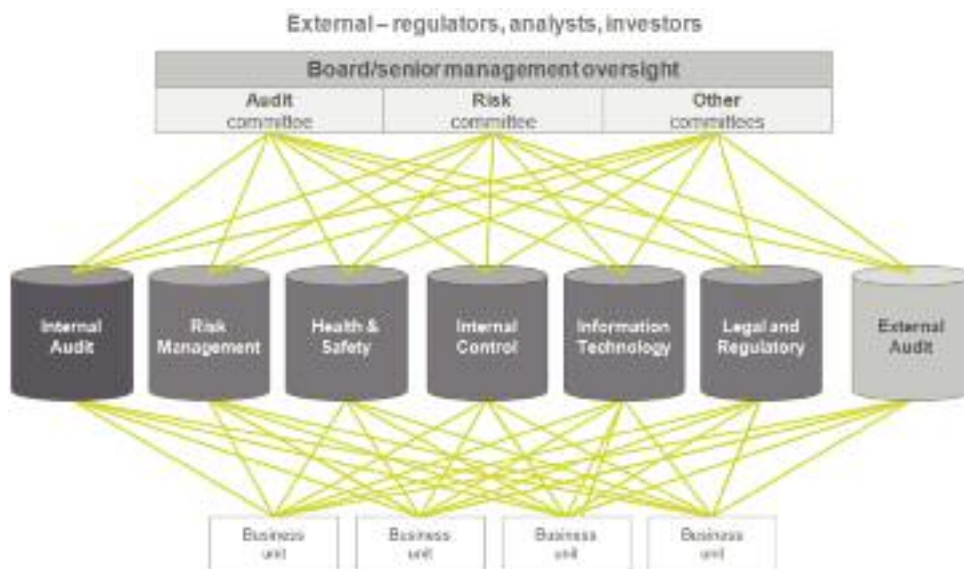 External – regulators, analysts, investors
Board/senior management oversight
Audit
committee
Risk
committee
Other
committees
Internal
Audit
Risk
Management
Health &
Safety
Internal
Control
Information
Technology
Legal and
Regulatory
External
Audit
Business
unit
Business
unit
Business
unit
Business
unit